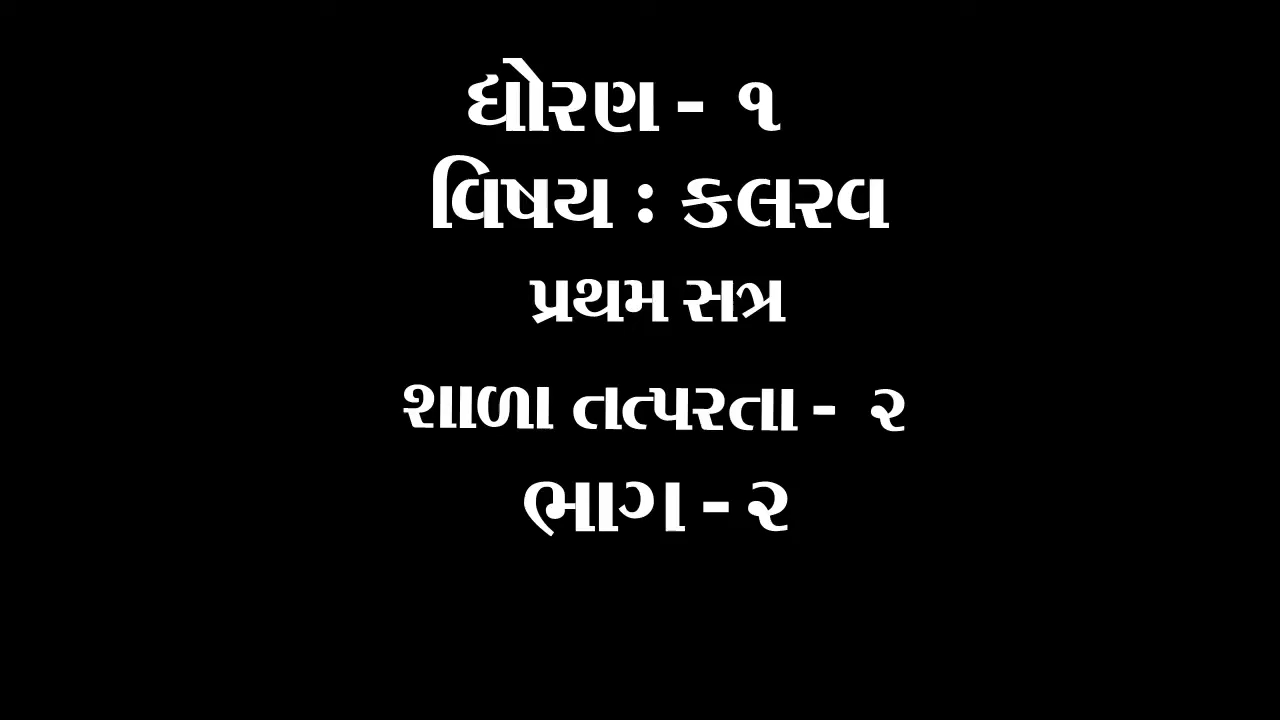 ધોરણ - ૧
વિષય : કલરવ
પ્રથમ સત્ર
શાળા તત્પરતા - ૨
ભાગ - ૨